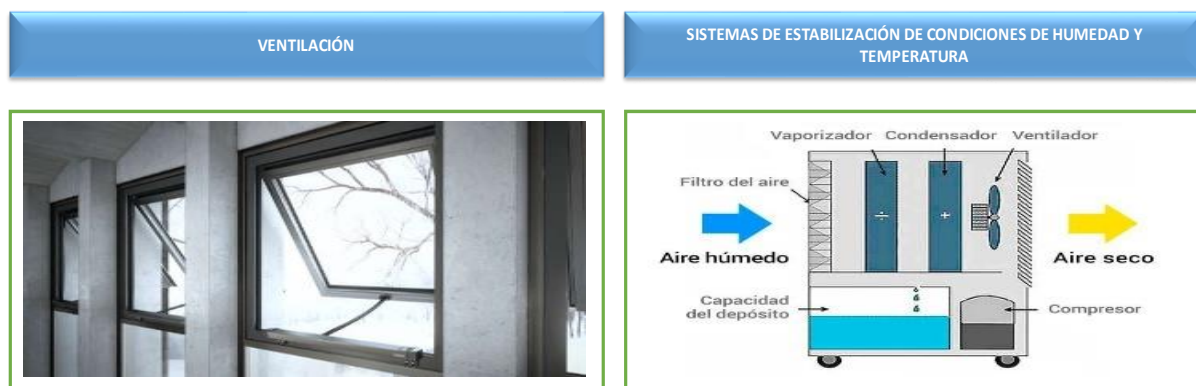 VENTILACIÓN
SISTEMAS DE ESTABILIZACIÓN DE CONDICIONES DE HUMEDAD Y
TEMPERATURA
Vaporizador Condensador Ventilador
Filtro del aire
÷ +
Aire húmedo Aire seco
Capacidad
del depósito
Compresor